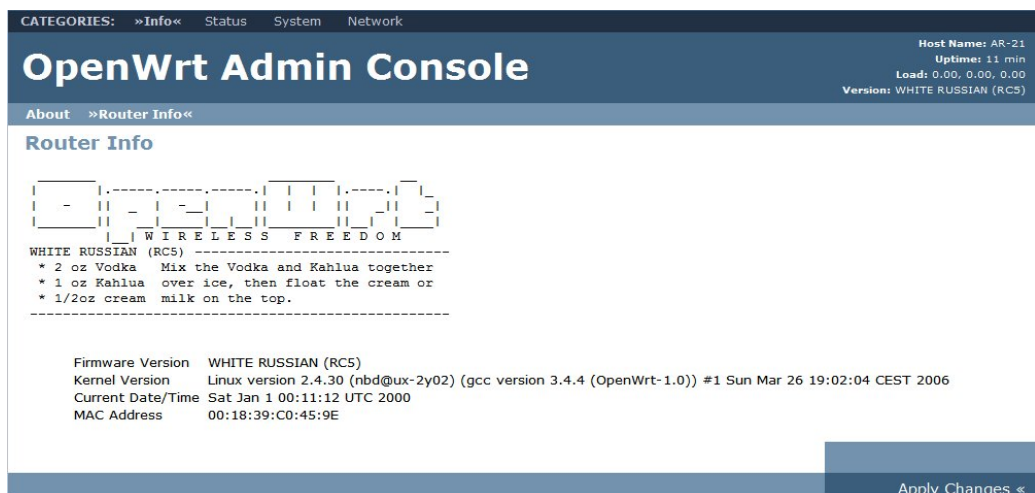 CATEGORIES: »Info« Status System Network
OpenWrt Admin Console
Host Name: AR-21
Uptime: 11 min
Load: 0.00, 0.00, 0.00
Version: WHITE RUSSIAN (RC5)
About »Router Info«
Router Info
OpenWrt
W I R E L E S S F R E E D O M
WHITE RUSSIAN (RC5) -------------------------------
* 2 oz Vodka Mix the Vodka and Kahlua together
* 1 oz Kahlua over ice, then float the cream or
* 1/2oz cream milk on the top.
---------------------------------------------------
Firmware Version WHITE RUSSIAN (RC5)
Kernel Version Linux version 2.4.30 (nbd@ux-2y02) (gcc version 3.4.4 (OpenWrt-1.0)) #1 Sun Mar 26 19:02:04 CEST 2006
Current Date/Time Sat Jan 1 00:11:12 UTC 2000
MAC Address 00:18:39:C0:45:9E
Apply Changes «